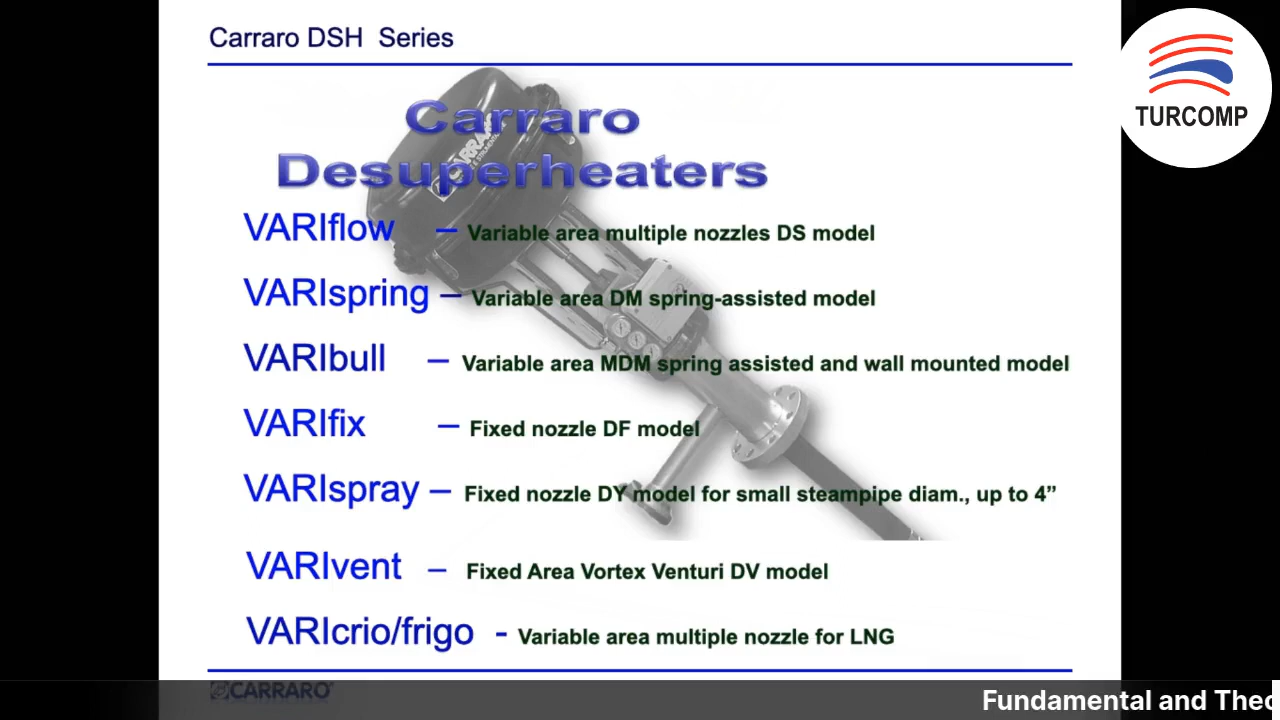 Carraro DSH Series
TURCOMP
Carraro
Desuperheaters
VARIflow – Variable area multiple nozzles DS model
VARIspring – Variable area DM spring-assisted model
VARIbull – Variable area MDM spring assisted and wall mounted model
VARIfix – Fixed nozzle DF model
VARIspray – Fixed nozzle DY model for small steampipe diam., up to 4”
VARIvent – Fixed Area Vortex Venturi DV model
VARIcrio/frigo - Variable area multiple nozzle for LNG
CARRARO
Fundamental and